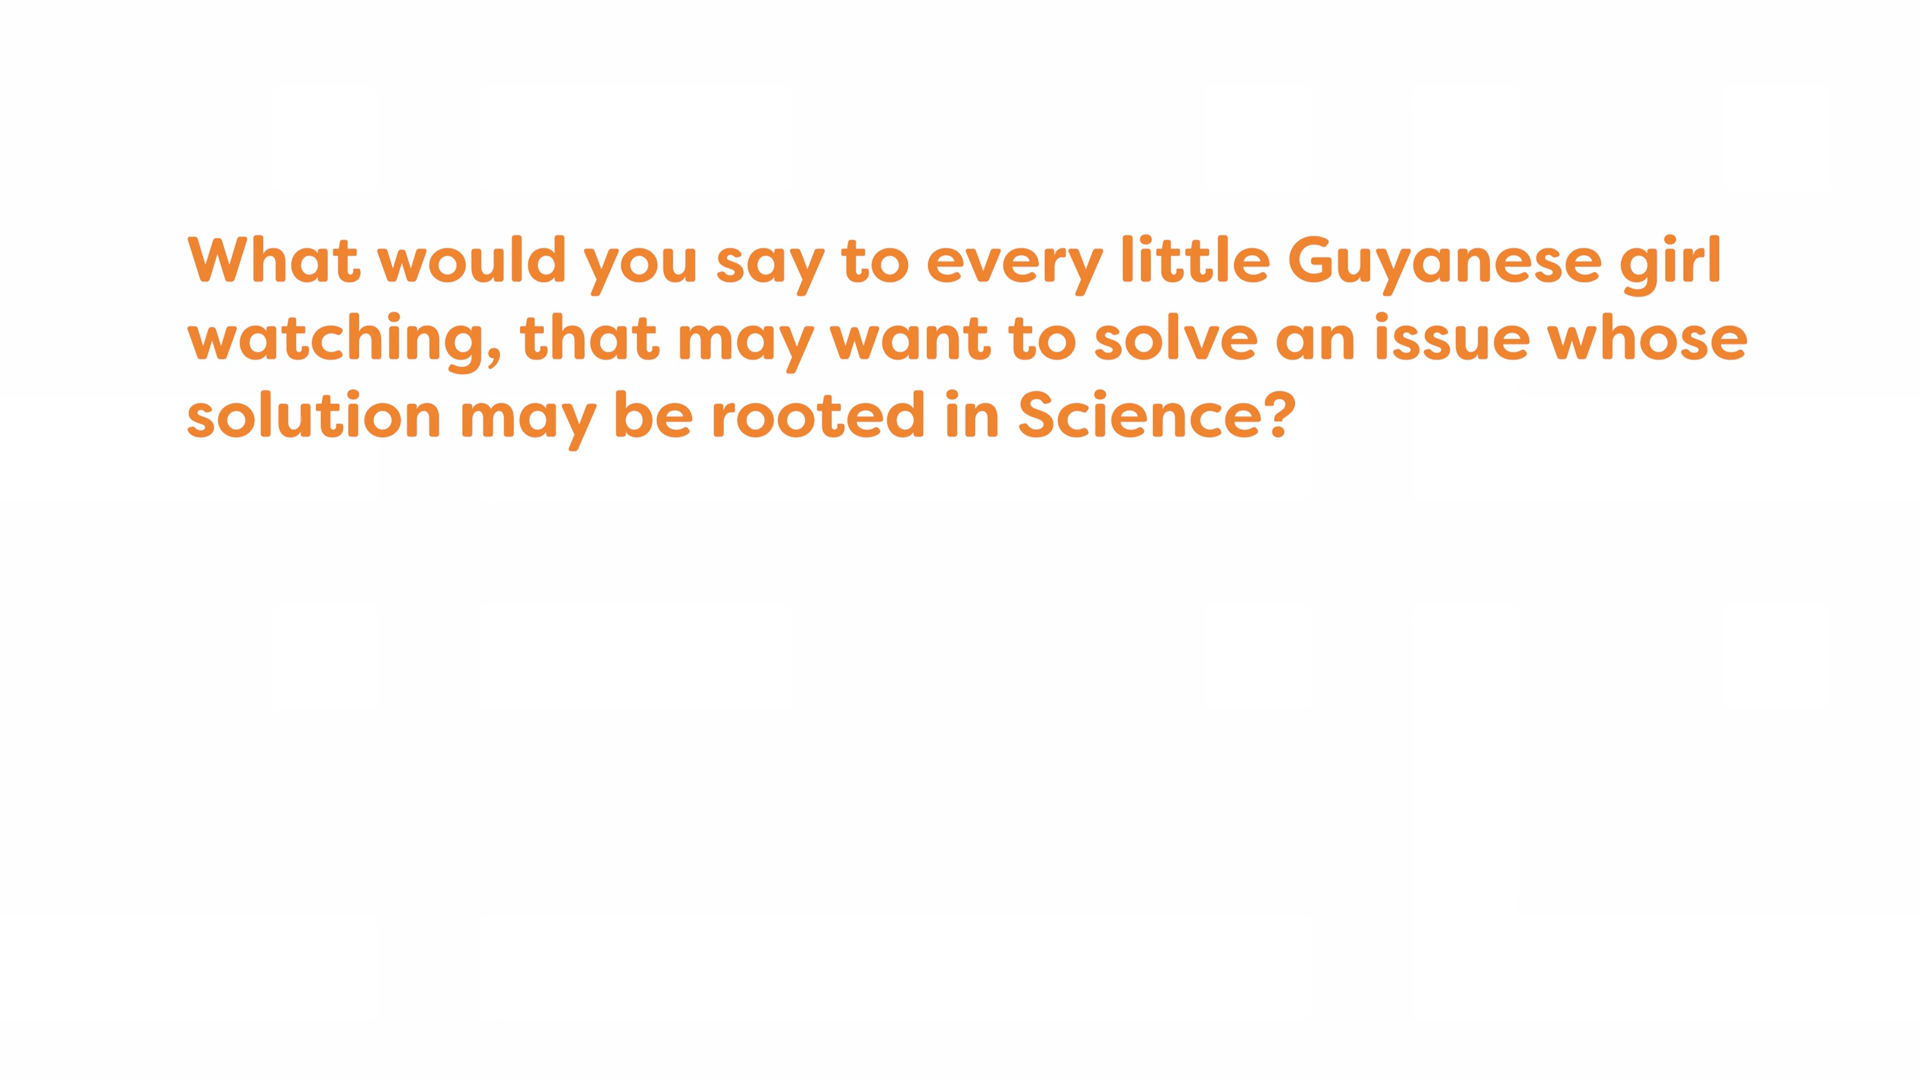 What would you say to every little Guyanese girl
watching, that may want to solve an issue whose
solution may be rooted in Science?